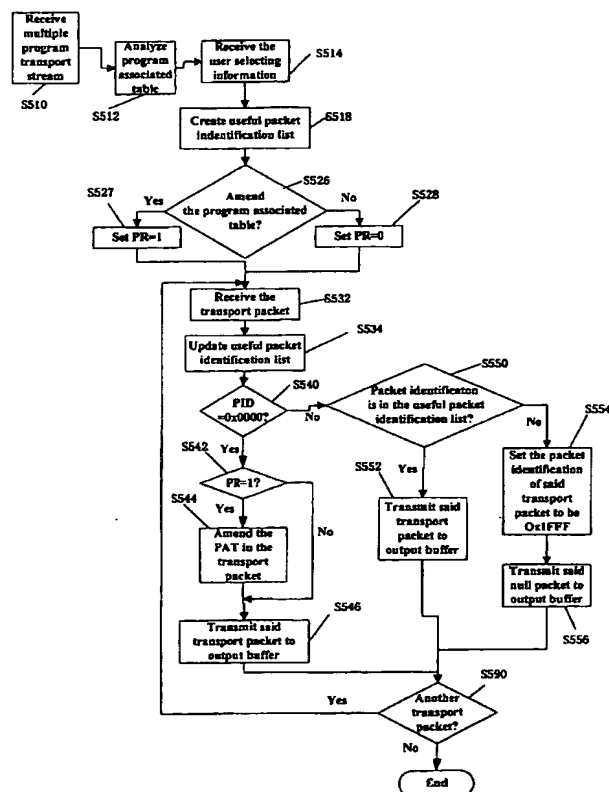 Receive
multiple
program
transport
stream
S510
Analyze
program
associated
table
S512
Receive the
user selecting
information
S514
Create useful packet
indentification list
S518
Amend
the program associated
table?
S526
Yes
No
S527
Set PR=1
S528
Set PR=0
Receive the
transport packet
S532
Update useful packet
identification list
S534
PID
=0x0000?
S540
No
Yes
Packet identificaton
is in the useful packet
identification list?
S550
No
Yes
S542
PR=1?
Yes
No
S544
Amend the
PAT in the
transport
packet
S552
Transmit said
transport
packet to
output buffer
S554
Set the packet
identification
of said
transport
packet to be
Ox1FFF
Transmit said
null packet to
output buffer
S556
Transmit said
transport packet to
output buffer
S546
Another
transport
packet?
S590
Yes
No
End